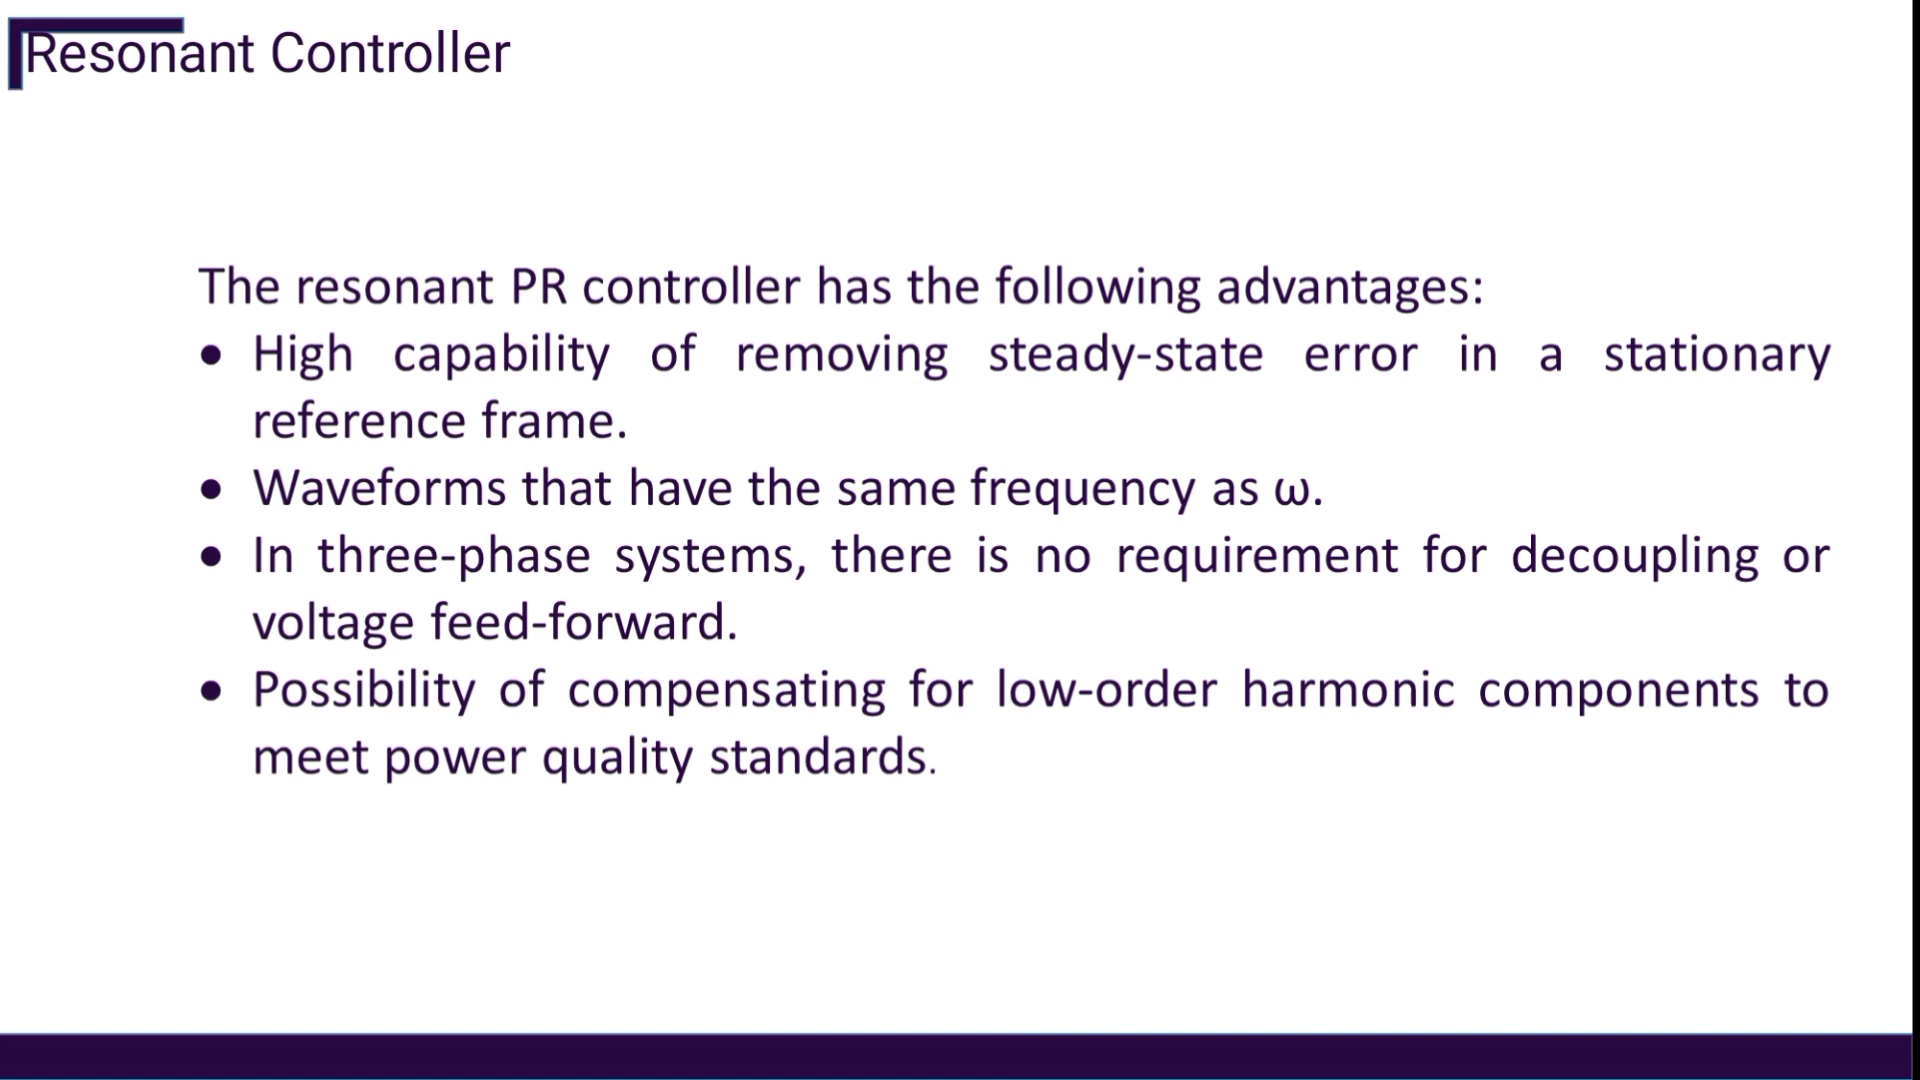 Resonant Controller
The resonant PR controller has the following advantages:
• High capability of removing steady-state error in a stationary
reference frame.
• Waveforms that have the same frequency as ω.
• In three-phase systems, there is no requirement for decoupling or
voltage feed-forward.
• Possibility of compensating for low-order harmonic components to
meet power quality standards.